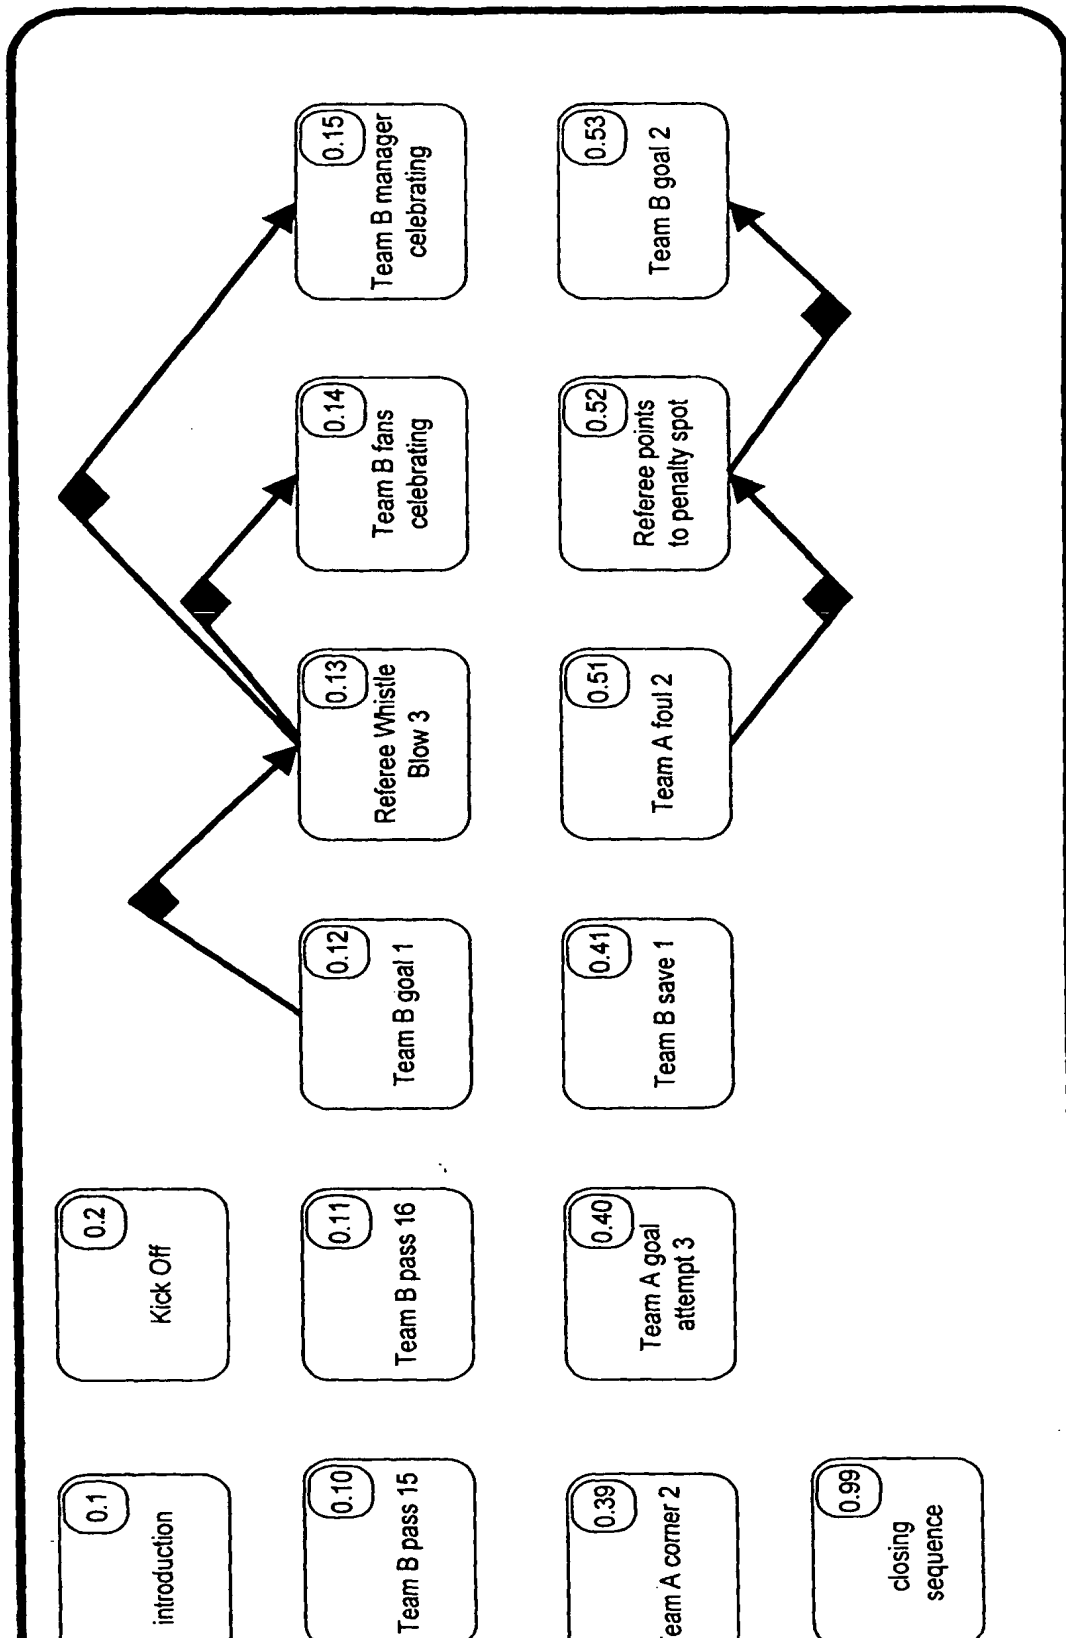 0.1
introduction
0.2
Kick Off
0.10
Team B pass 15
0.11
Team B pass 16
0.12
Team B goal 1
0.13
Referee Whistle
Blow 3
0.14
Team B fans
celebrating
0.15
Team B manager
celebrating
0.39
eam A corner 2
0.40
Team A goal
attempt 3
0.41
Team B save 1
0.51
Team A foul 2
0.52
Referee points
to penalty spot
0.53
Team B goal 2
0.99
closing
sequence